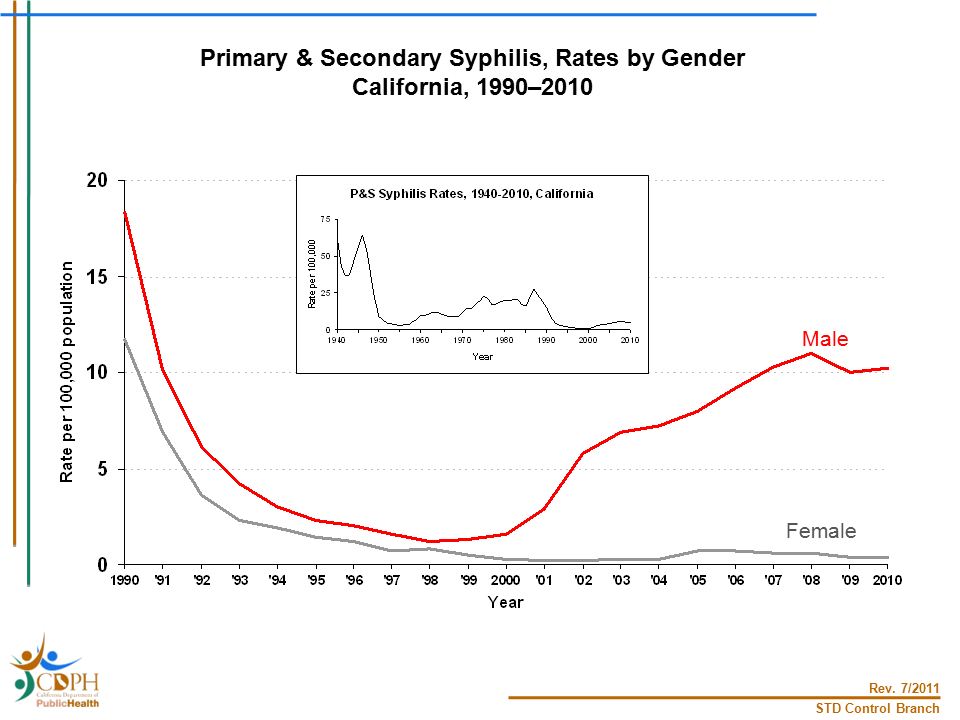 Primary & Secondary Syphilis, Rates by Gender
California, 1990–2010
20
15
10
5
0
Rate per 100,000 population
P&S Syphilis Rates, 1940-2010, California
75
50
25
0
Rate per 100,000
1940 1950 1960 1970 1980 1990 2000 2010
Year
Male
Female
1990 '91 '92 '93 '94 '95 '96 '97 '98 '99 2000 '01 '02 '03 '04 '05 '06 '07 '08 '09 2010
Year
CDPH
California Department of
PublicHealth
Rev. 7/2011
STD Control Branch